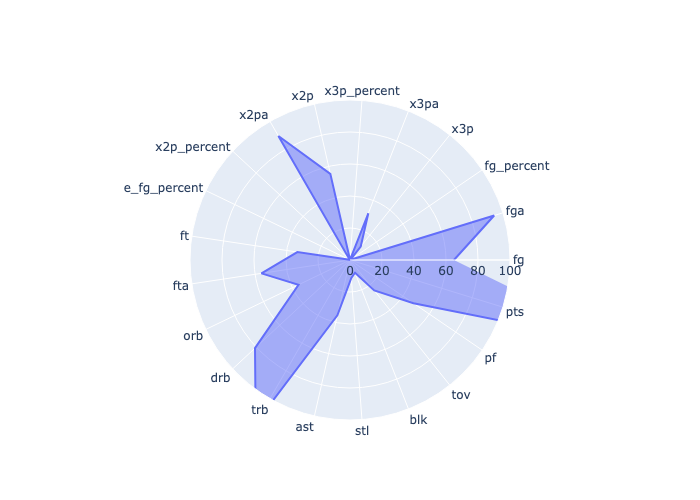 x3p_percent
x2p
x3pa
x2pa
x3p
x2p_percent
fg_percent
e_fg_percent
fga
ft
fg
0 20 40 60 80 100
fta
pts
orb
pf
drb
tov
trb
blk
ast
stl